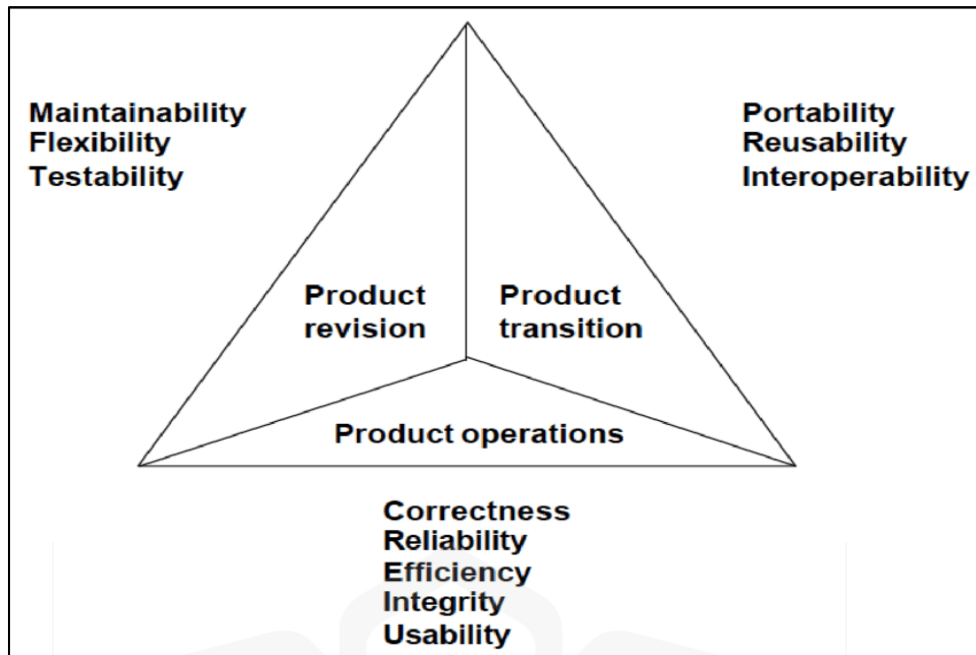 Maintainability
Flexibility
Testability
Portability
Reusability
Interoperability
Product
revision
Product
transition
Product operations
Correctness
Reliability
Efficiency
Integrity
Usability